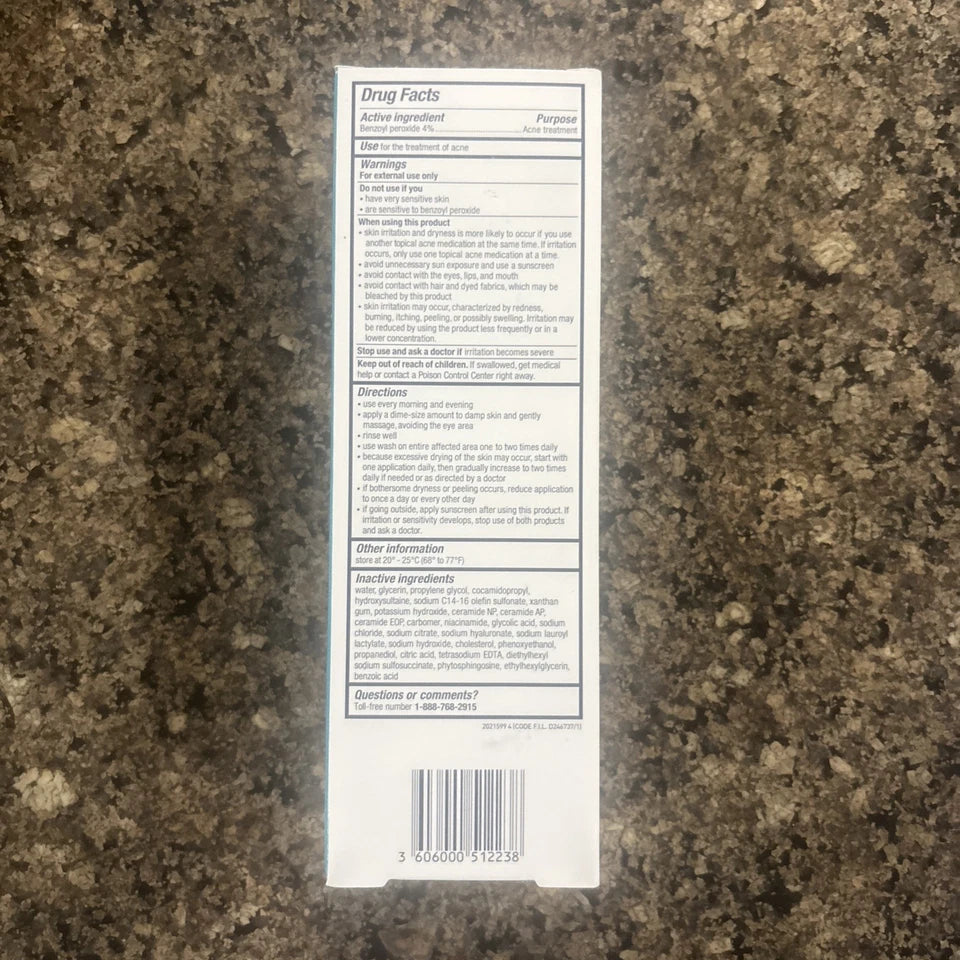 Drug Facts
Active ingredient Purpose
Benzoyl peroxide 4%..........................Acne treatment
Use for the treatment of acne
Warnings
For external use only
Do not use if you
• have very sensitive skin
• are sensitive to benzoyl peroxide
When using this product
• skin irritation and dryness is more likely to occur if you use
another topical acne medication at the same time. If irritation
occurs, only use one topical acne medication at a time.
• avoid unnecessary sun exposure and use a sunscreen
• avoid contact with the eyes, lips, and mouth
• avoid contact with hair and dyed fabrics, which may be
bleached by this product
• skin irritation may occur, characterized by redness,
burning, itching, peeling, or possibly swelling. Irritation may
be reduced by using the product less frequently or in a
lower concentration.
Stop use and ask a doctor if irritation becomes severe
Keep out of reach of children. If swallowed, get medical
help or contact a Poison Control Center right away.
Directions
• use every morning and evening
• apply a dime-size amount to damp skin and gently
massage, avoiding the eye area
• rinse well
• use wash on entire affected area one to two times daily
• because excessive drying of the skin may occur, start with
one application daily, then gradually increase to two times
daily if needed or as directed by a doctor
• if bothersome dryness or peeling occurs, reduce application
to once a day or every other day
• if going outside, apply sunscreen after using this product. If
irritation or sensitivity develops, stop use of both products
and ask a doctor.
Other information
store at 20° - 25°C (68° to 77°F)
Inactive ingredients
water, glycerin, propylene glycol, cocamidopropyl,
hydroxysultaine, sodium C14-16 olefin sulfonate, xanthan
gum, potassium hydroxide, ceramide NP, ceramide AP,
ceramide EOP, carbomer, niacinamide, glycolic acid, sodium
chloride, sodium citrate, sodium hyaluronate, sodium lauroyl
lactylate, sodium hydroxide, cholesterol, phenoxyethanol,
propanediol, citric acid, tetrasodium EDTA, diethylhexyl
sodium sulfosuccinate, phytosphingosine, ethylhexylglycerin,
benzoic acid
Questions or comments?
Toll-free number 1-888-768-2915
2021599 4 (CODE F.I.L. D246737/1)
3 606000 512238